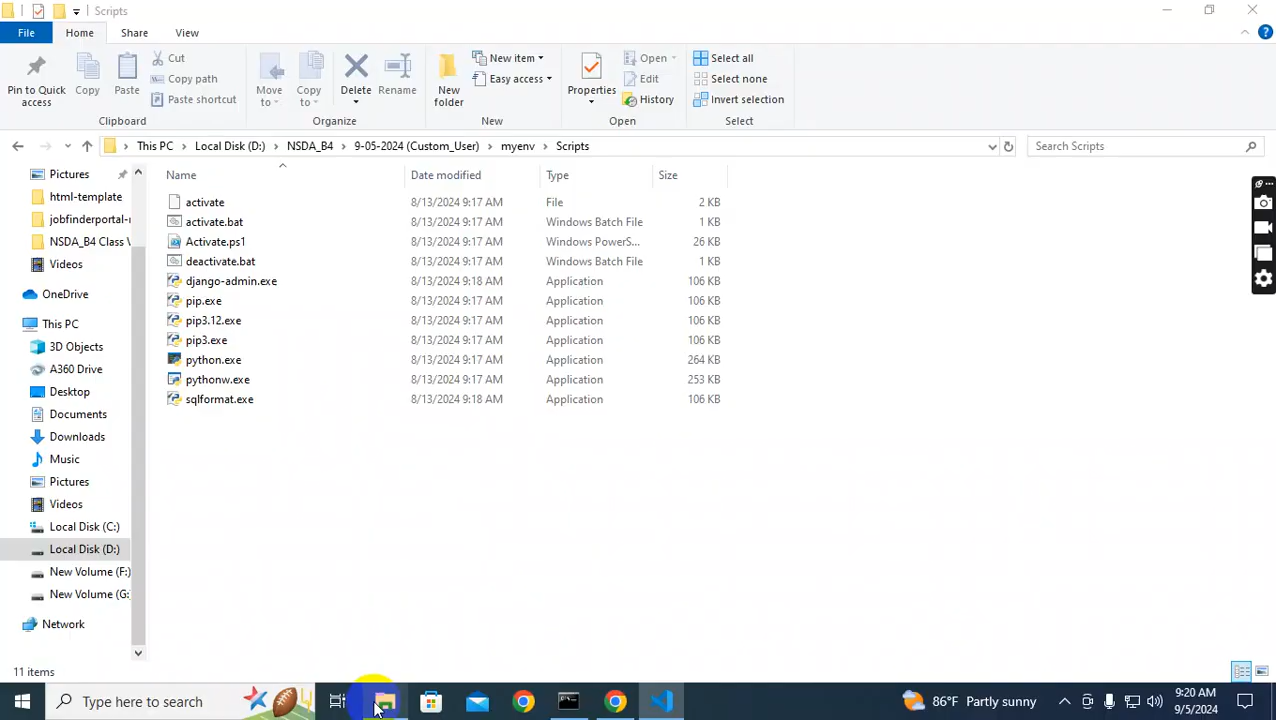 Scripts
File Home Share View
Pin to Quick access
Copy
Paste
Cut
Copy path
Paste shortcut
Clipboard
Move to
Copy to
Delete
Rename
Organize
New folder
New item
Easy access
New
Properties
Open
Edit
History
Open
Select all
Select none
Invert selection
Select
This PC > Local Disk (D:) > NSDA_B4 > 9-05-2024 (Custom_User) > myenv > Scripts
Search Scripts
Pictures
html-template
jobfinderportal-
NSDA_B4 Class
Videos
OneDrive
This PC
3D Objects
A360 Drive
Desktop
Documents
Downloads
Music
Pictures
Videos
Local Disk (C:)
Local Disk (D:)
New Volume (F:)
New Volume (G:
Network
Name Date modified Type Size
activate 8/13/2024 9:17 AM File 2 KB
activate.bat 8/13/2024 9:17 AM Windows Batch File 1 KB
Activate.ps1 8/13/2024 9:17 AM Windows PowerS... 26 KB
deactivate.bat 8/13/2024 9:17 AM Windows Batch File 1 KB
django-admin.exe 8/13/2024 9:18 AM Application 106 KB
pip.exe 8/13/2024 9:17 AM Application 106 KB
pip3.12.exe 8/13/2024 9:17 AM Application 106 KB
pip3.exe 8/13/2024 9:17 AM Application 106 KB
python.exe 8/13/2024 9:17 AM Application 264 KB
pythonw.exe 8/13/2024 9:17 AM Application 253 KB
sqlformat.exe 8/13/2024 9:18 AM Application 106 KB
11 items
Type here to search
86°F Partly sunny
9:20 AM
9/5/2024